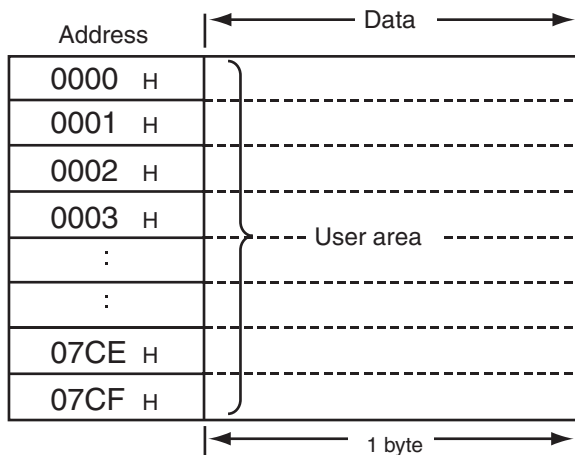 Address
Data
0000 H
0001 H
0002 H
0003 H
User area
:
:
07CE H
07CF H
1 byte